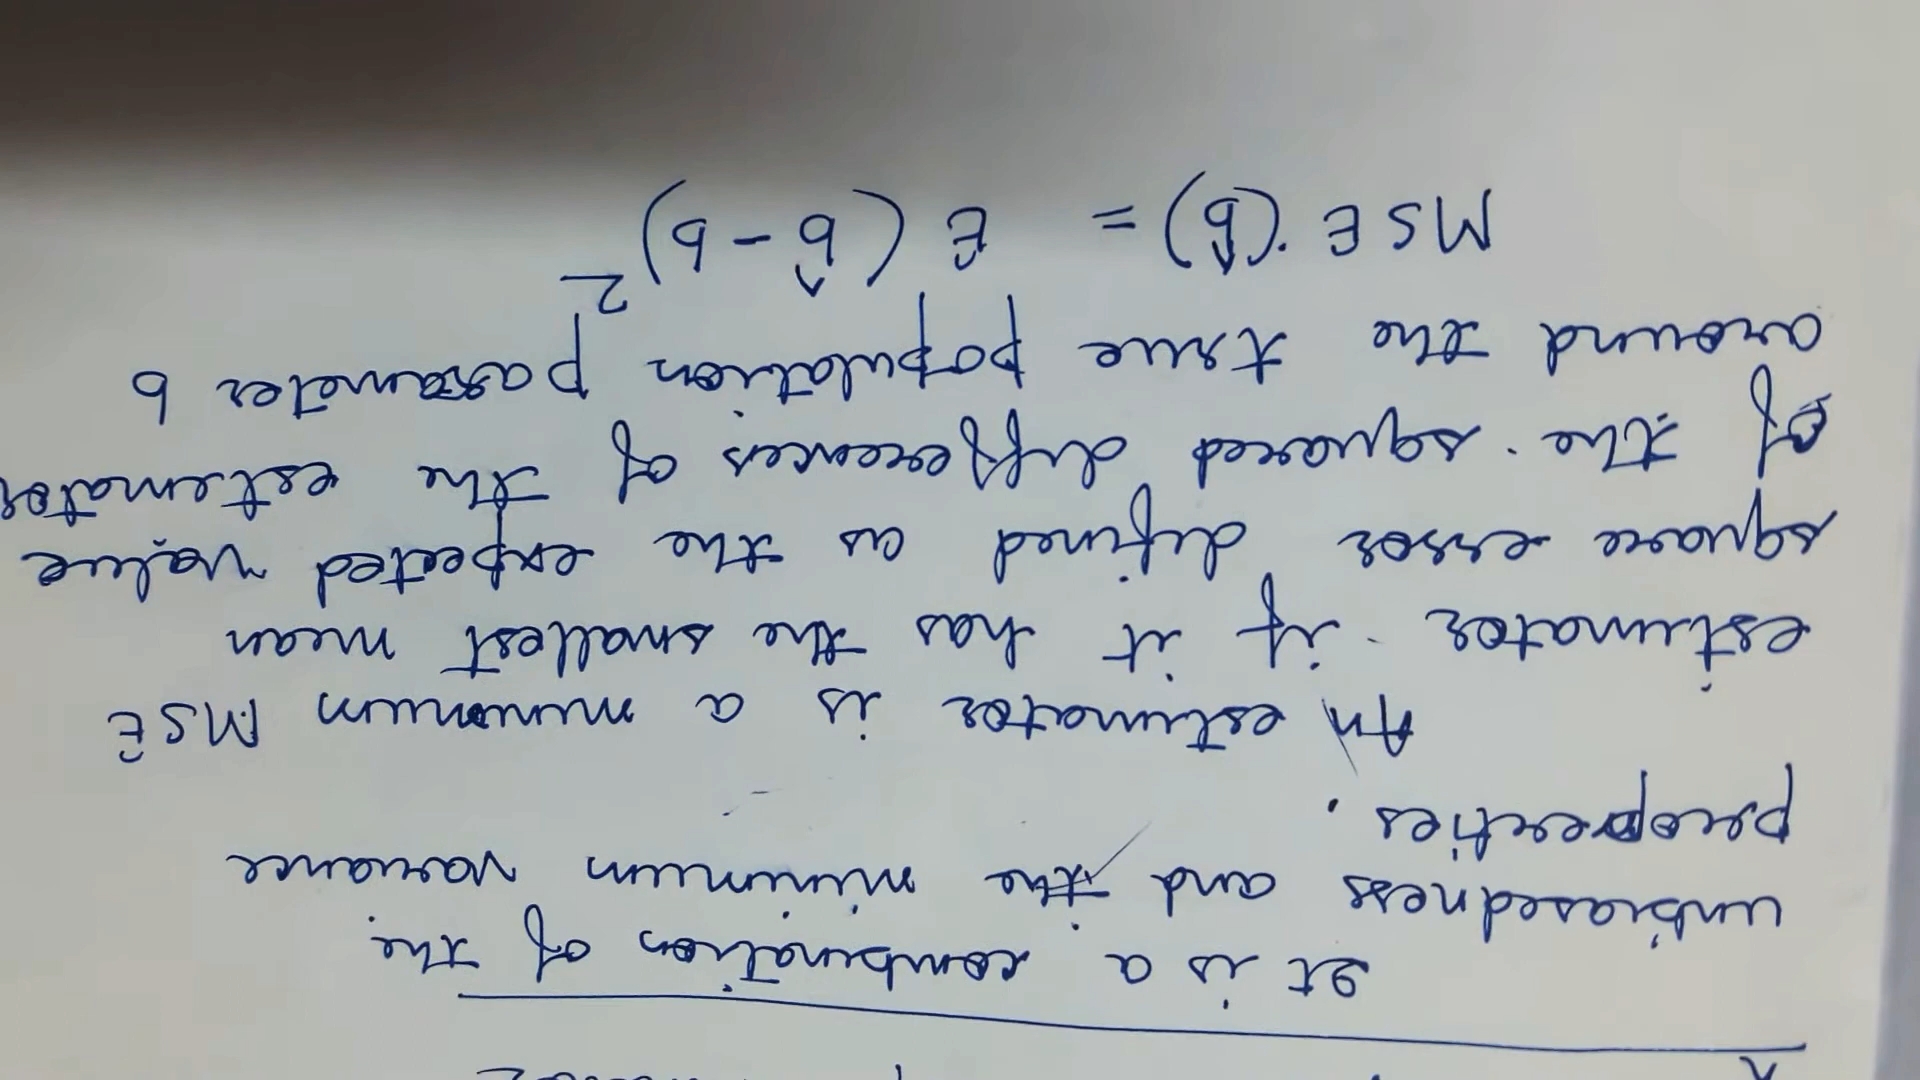 It is a combination of the
unbiasedness and the minimum variance
properties.
An estimator is a minimum MSE
estimator if it has the smallest mean
square error defined as the expected value
of the squared differences of the estimator
around the true population parameter b
MSE (b̂) = E (b̂ - b)²